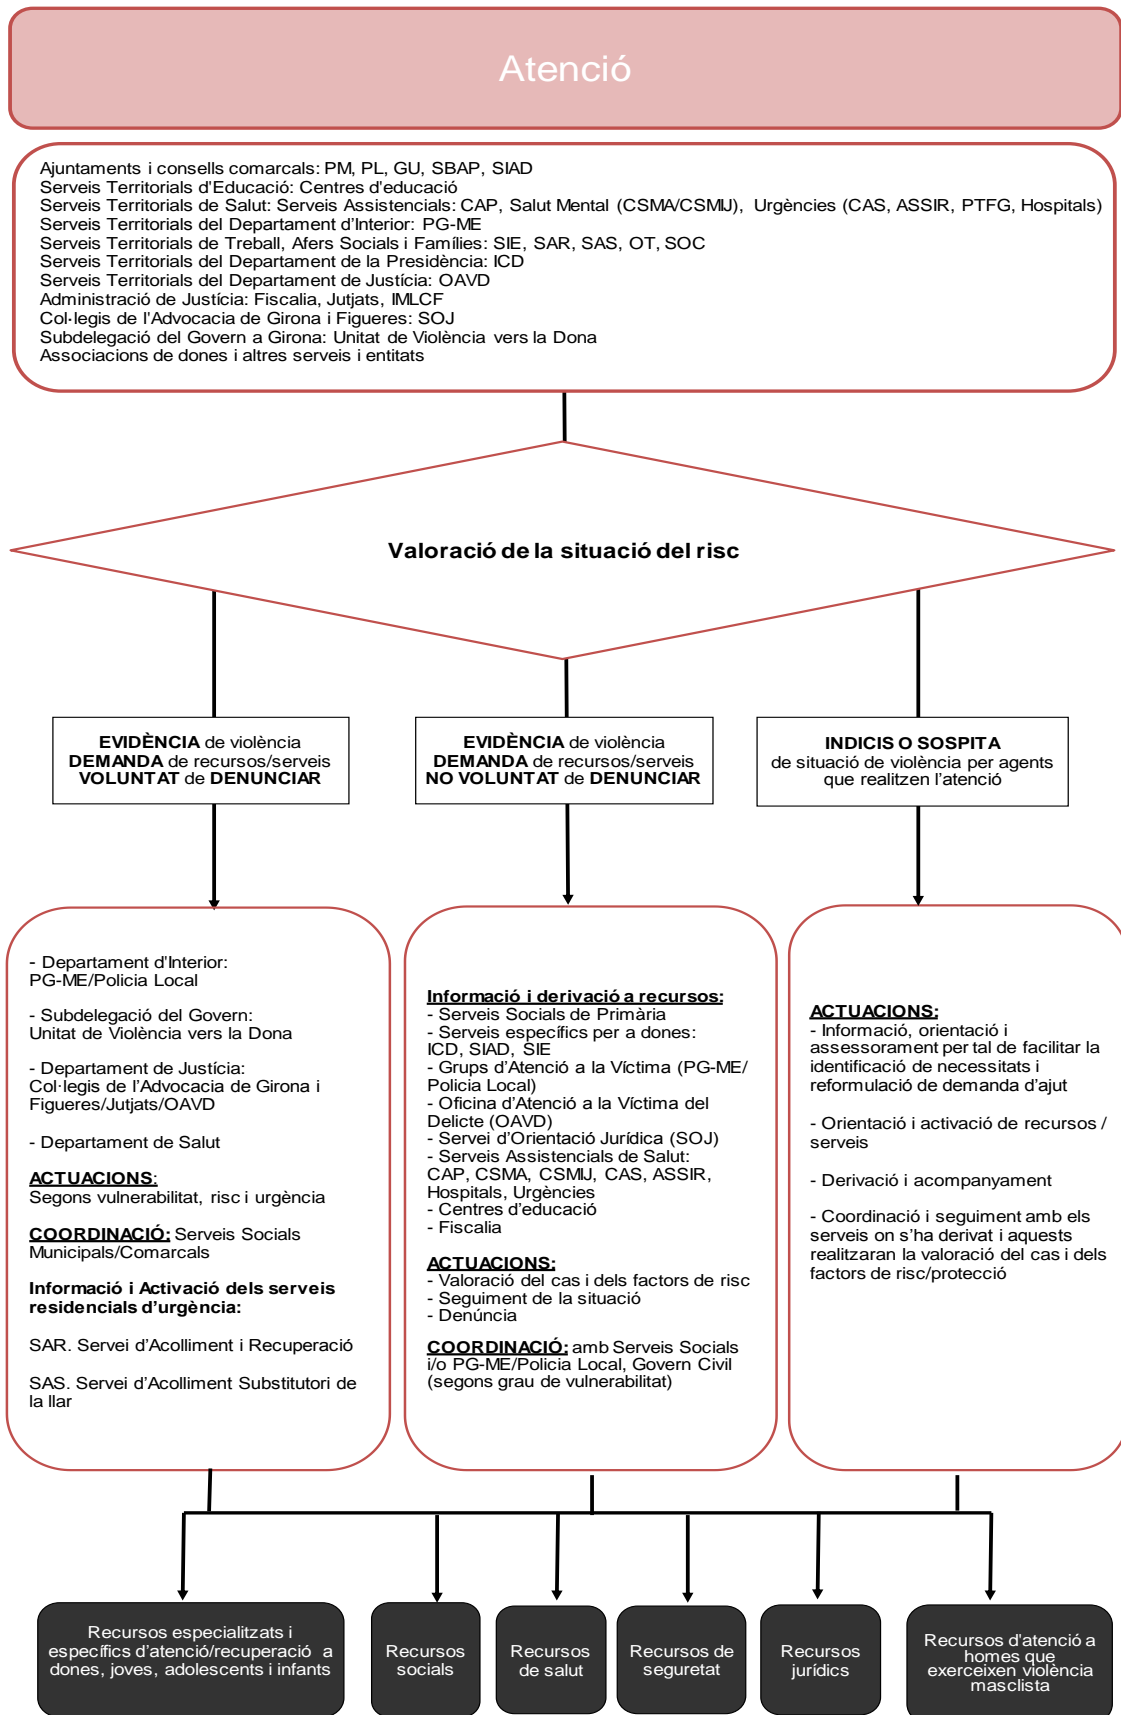 Atenció
Ajuntaments i consells comarcals: PM, PL, GU, SBAP, SIAD
Serveis Territorials d'Educació: Centres d'educació
Serveis Territorials de Salut: Serveis Assistencials: CAP, Salut Mental (CSMA/CSMIJ), Urgències (CAS, ASSIR, PTFG, Hospitals)
Serveis Territorials del Departament d'Interior: PG-ME
Serveis Territorials de Treball, Afers Socials i Famílies: SIE, SAR, SAS, OT, SOC
Serveis Territorials del Departament de la Presidència: ICD
Serveis Territorials del Departament de Justícia: OAVD
Administració de Justícia: Fiscalia, Jutjats, IMLCF
Col·legis de l'Advocacia de Girona i Figueres: SOJ
Subdelegació del Govern a Girona: Unitat de Violència vers la Dona
Associacions de dones i altres serveis i entitats
Valoració de la situació del risc
EVIDÈNCIA de violència
DEMANDA de recursos/serveis
VOLUNTAT de DENUNCIAR
EVIDÈNCIA de violència
DEMANDA de recursos/serveis
NO VOLUNTAT de DENUNCIAR
INDICIS O SOSPITA
de situació de violència per agents
que realitzen l'atenció
- Departament d'Interior:
PG-ME/Policia Local
- Subdelegació del Govern:
Unitat de Violència vers la Dona
- Departament de Justícia:
Col·legis de l'Advocacia de Girona i
Figueres/Jutjats/OAVD
- Departament de Salut
ACTUACIONS:
Segons vulnerabilitat, risc i urgència
COORDINACIÓ: Serveis Socials
Municipals/Comarcals
Informació i Activació dels serveis
residencials d'urgència:
SAR. Servei d'Acolliment i Recuperació
SAS. Servei d'Acolliment Substitutori de
la llar
Informació i derivació a recursos:
- Serveis Socials de Primària
- Serveis específics per a dones:
ICD, SIAD, SIE
- Grups d'Atenció a la Víctima (PG-ME/
Policia Local)
- Oficina d'Atenció a la Víctima del
Delicte (OAVD)
- Servei d'Orientació Jurídica (SOJ)
- Serveis Assistencials de Salut:
CAP, CSMA, CSMIJ, CAS, ASSIR,
Hospitals, Urgències
- Centres d'educació
- Fiscalia
ACTUACIONS:
- Valoració del cas i dels factors de risc
- Seguiment de la situació
- Denúncia
COORDINACIÓ: amb Serveis Socials
i/o PG-ME/Policia Local, Govern Civil
(segons grau de vulnerabilitat)
ACTUACIONS:
- Informació, orientació i
assessorament per tal de facilitar la
identificació de necessitats i
reformulació de demanda d'ajut
- Orientació i activació de recursos /
serveis
- Derivació i acompanyament
- Coordinació i seguiment amb els
serveis on s'ha derivat i aquests
realitzaran la valoració del cas i dels
factors de risc/protecció
Recursos especialitzats i
específics d'atenció/recuperació a
dones, joves, adolescents i infants
Recursos
socials
Recursos
de salut
Recursos de
seguretat
Recursos
jurídics
Recursos d'atenció a
homes que
exerceixen violència
masclista